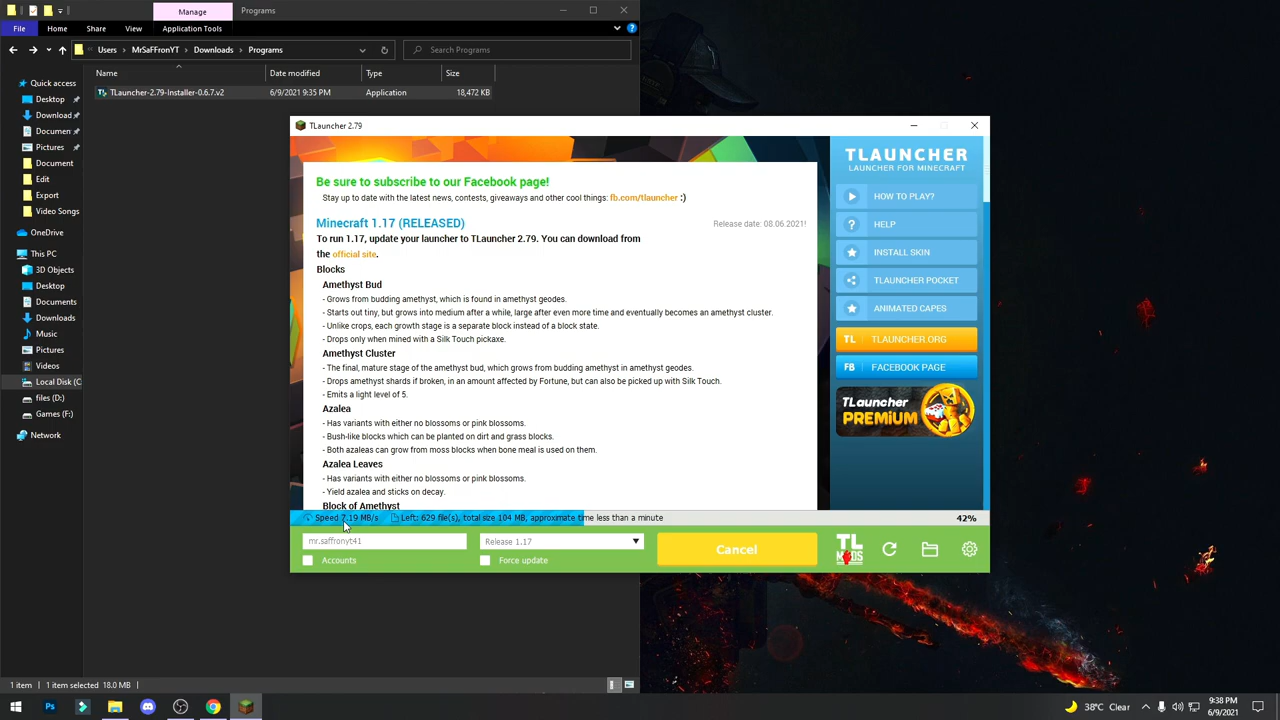 Manage
Programs
File
Home
Share
View
Application Tools
Users
MrSaFFronYT
Downloads
Programs
Search Programs
Name
Date modified
Type
Size
TLauncher-2.79-Installer-0.6.7.v2
6/9/2021 9:35 PM
Application
18,472 KB
Quick access
Desktop
Download
Documen
Pictures
Document
Edit
Export
Video Songs
OneDrive
This PC
3D Objects
Desktop
Documents
Downloads
Music
Pictures
Videos
Local Disk (C
files (D:)
Games (F:)
Network
1 item
1 item selected 18.0 MB
TLauncher 2.79
Be sure to subscribe to our Facebook page!
Stay up to date with the latest news, contests, giveaways and other cool things: fb.com/tlauncher :)
Minecraft 1.17 (RELEASED)
Release date: 08.06.2021!
To run 1.17, update your launcher to TLauncher 2.79. You can download from
the official site.
Blocks
Amethyst Bud
- Grows from budding amethyst, which is found in amethyst geodes.
- Starts out tiny, but grows into medium after a while, large after even more time and eventually becomes an amethyst cluster.
- Unlike crops, each growth stage is a separate block instead of a block state.
- Drops only when mined with a Silk Touch pickaxe.
Amethyst Cluster
- The final, mature stage of the amethyst bud, which grows from budding amethyst in amethyst geodes.
- Drops amethyst shards if broken, in an amount affected by Fortune, but can also be picked up with Silk Touch.
- Emits a light level of 5.
Azalea
- Has variants with either no blossoms or pink blossoms.
- Bush-like blocks which can be planted on dirt and grass blocks.
- Both azaleas can grow from moss blocks when bone meal is used on them.
Azalea Leaves
- Has variants with either no blossoms or pink blossoms.
- Yield azalea and sticks on decay.
Block of Amethyst
TLAUNCHER
LAUNCHER FOR MINECRAFT
HOW TO PLAY?
HELP
INSTALL SKIN
TLAUNCHER POCKET
ANIMATED CAPES
TL TLAUNCHER.ORG
FB FACEBOOK PAGE
TLauncher
PREMIUM
Speed 7.19 MB/s
Left: 629 file(s), total size 104 MB, approximate time less than a minute
42%
mr.saffronyt41
Release 1.17
Cancel
TL
MODS
Accounts
Force update
Ps
38°C Clear
9:38 PM
6/9/2021